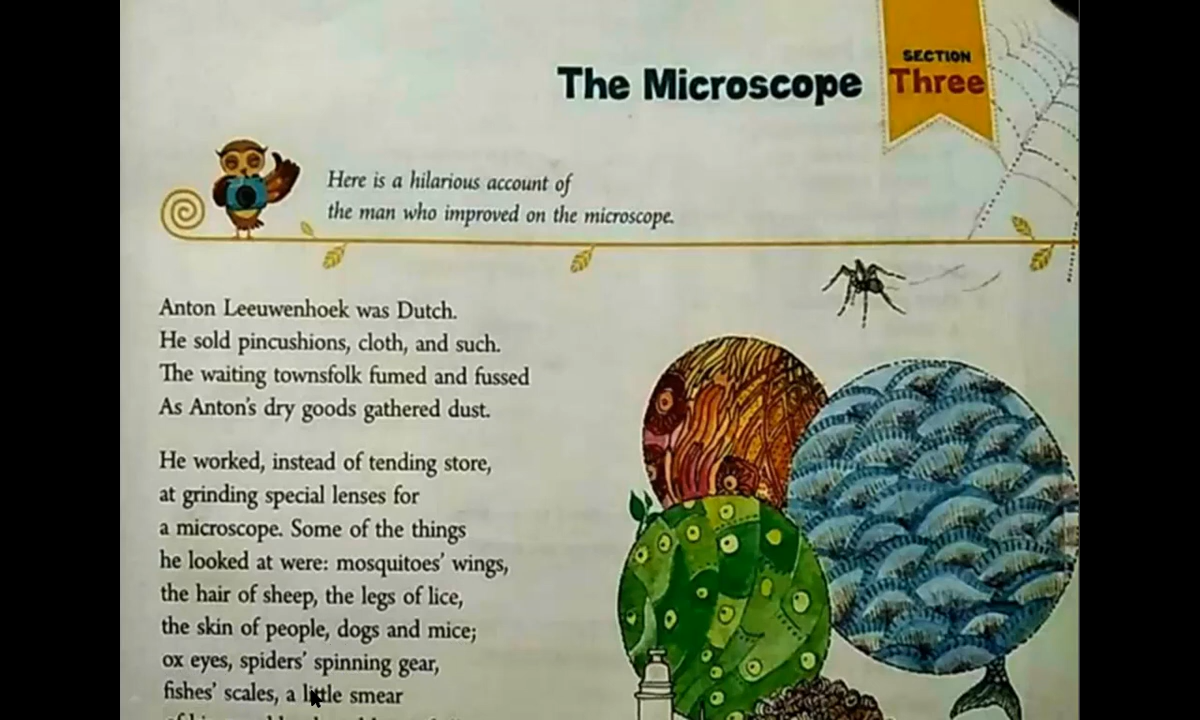 The Microscope
SECTION
Three
Here is a hilarious account of
the man who improved on the microscope.
Anton Leeuwenhoek was Dutch.
He sold pincushions, cloth, and such.
The waiting townsfolk fumed and fussed
As Anton's dry goods gathered dust.
He worked, instead of tending store,
at grinding special lenses for
a microscope. Some of the things
he looked at were: mosquitoes' wings,
the hair of sheep, the legs of lice,
the skin of people, dogs and mice;
ox eyes, spiders' spinning gear,
fishes' scales, a little smear